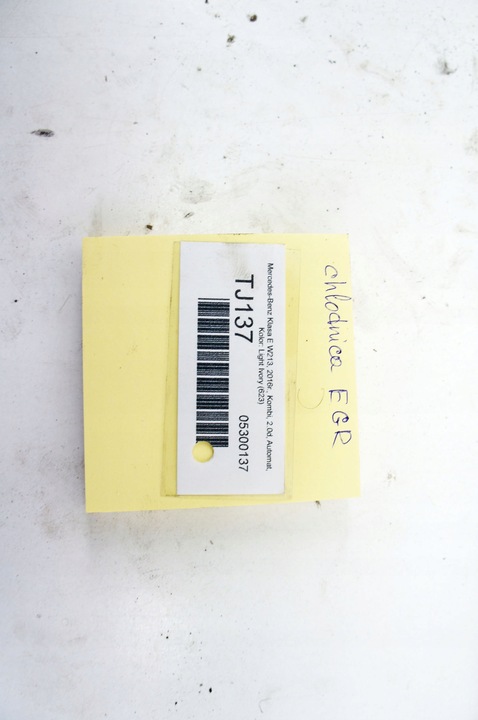 chłodnica EGR
Mercedes-Benz Klasa E W213, 2016r, Kombi, 2.0d, Automat,
Kolor: Light Ivory (623)
TJ137 05300137